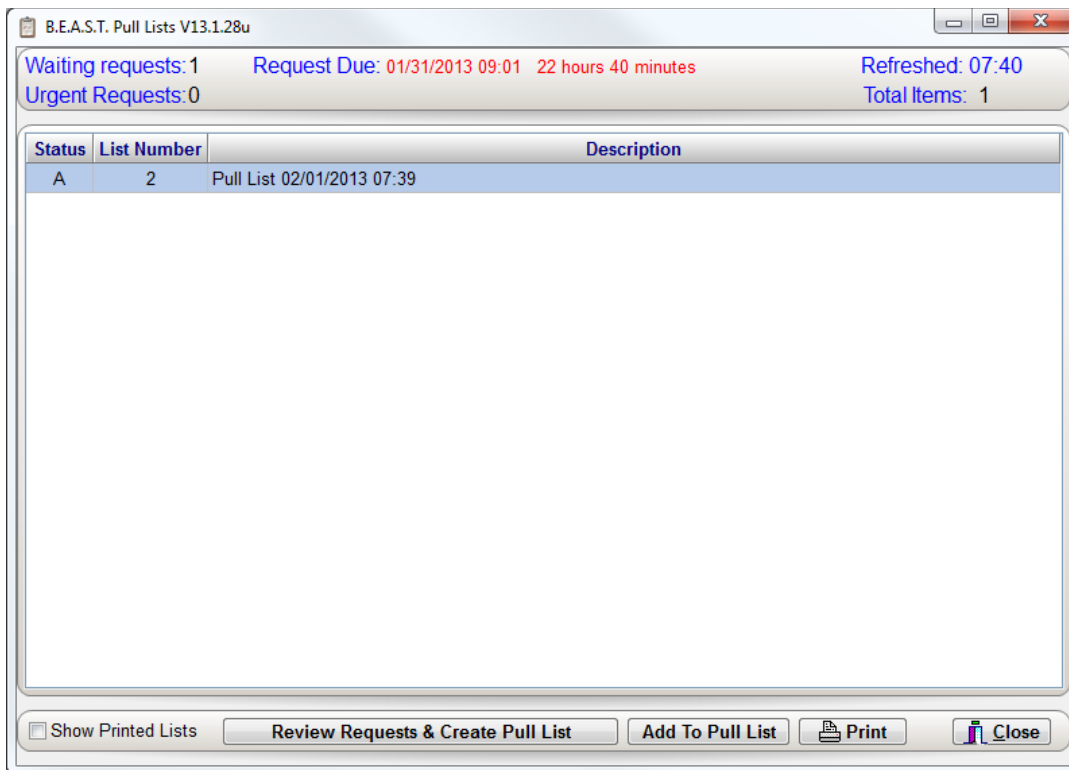 B.E.A.S.T. Pull Lists V13.1.28u
Waiting requests: 1 Request Due: 01/31/2013 09:01 22 hours 40 minutes Refreshed: 07:40
Urgent Requests: 0 Total Items: 1
Status List Number Description
A 2 Pull List 02/01/2013 07:39
Show Printed Lists Review Requests & Create Pull List Add To Pull List Print Close